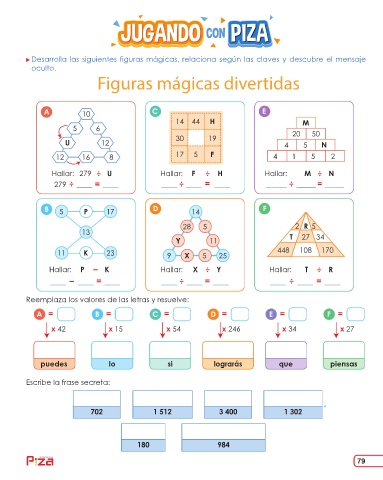 JUGANDO CON PIZA
Desarrolla las siguientes figuras mágicas, relaciona según las claves y descubre el mensaje
oculto.
Figuras mágicas divertidas
A
10
5 6
U 12
12 16 8
Hallar: 279 ÷ U
279 ÷ ____ = ____
C
14 44 H
30 19
17 5 F
Hallar: F ÷ H
____ ÷ ____ = ____
E
M
20 50
4 5 N
4 1 5 2
Hallar: M ÷ N
____ ÷ ____ = ____
B
5 P 17
13
11 K 23
Hallar: P − K
____ − ____ = ____
D
14
28 5
Y 11
9 X 5 25
Hallar: X ÷ Y
____ ÷ ____ = ____
F
2 R 5
T 27 34
448 108 170
Hallar: T ÷ R
____ ÷ ____ = ____
Reemplaza los valores de las letras y resuelve:
A = B = C = D = E = F =
x 42 x 15 x 54 x 246 x 34 x 27
puedes lo si lograrás que piensas
Escribe la frase secreta:
702 1 512 3 400 1 302 ,
180 984
Piza
79